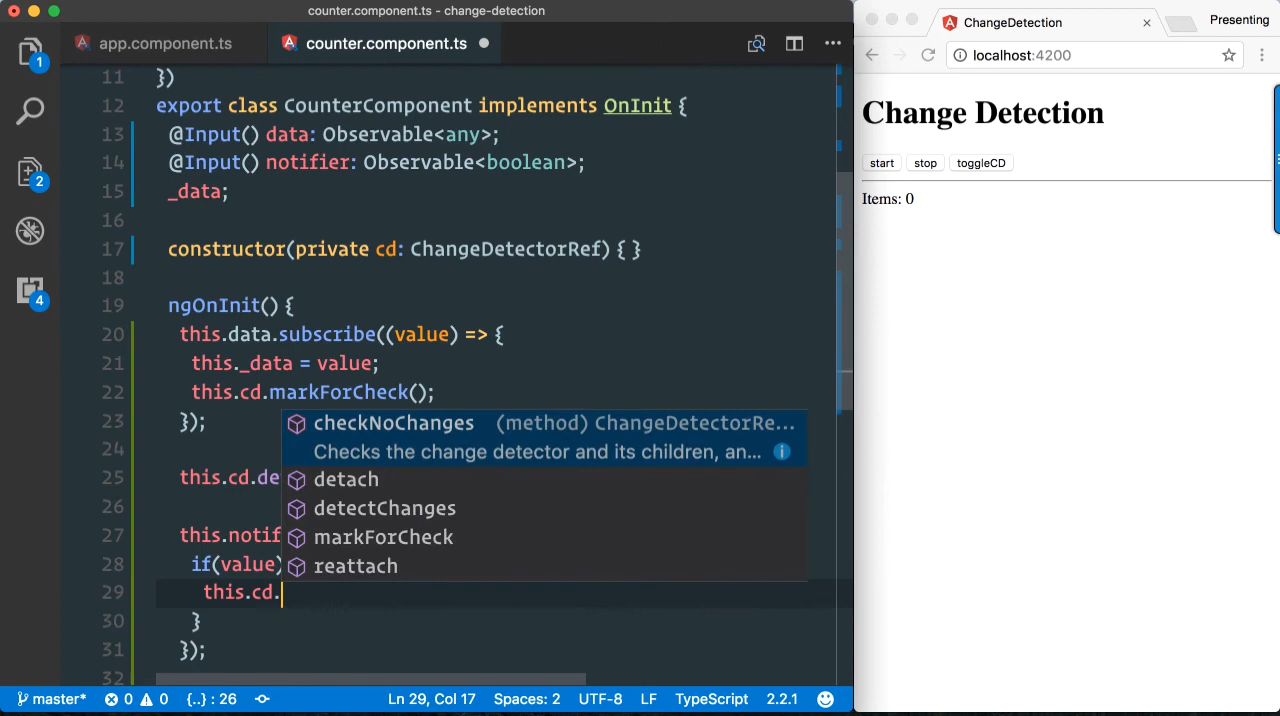 counter.component.ts - change-detection
app.component.ts
counter.component.ts
1
2
4
11 })
12 export class CounterComponent implements OnInit {
13 @Input() data: Observable<any>;
14 @Input() notifier: Observable<boolean>;
15 _data;
16
17 constructor(private cd: ChangeDetectorRef) { }
18
19 ngOnInit() {
20 this.data.subscribe((value) => {
21 this._data = value;
22 this.cd.markForCheck();
23 });
24
25 this.cd.de
26
27 this.notif
28 if(value)
29 this.cd.
30 }
31 });
32
checkNoChanges (method) ChangeDetectorRe...
Checks the change detector and its children, an...
detach
detectChanges
markForCheck
reattach
master* 0 0 {..} : 26 Ln 29, Col 17 Spaces: 2 UTF-8 LF TypeScript 2.2.1
ChangeDetection
Presenting
localhost:4200
Change Detection
start stop toggleCD
Items: 0